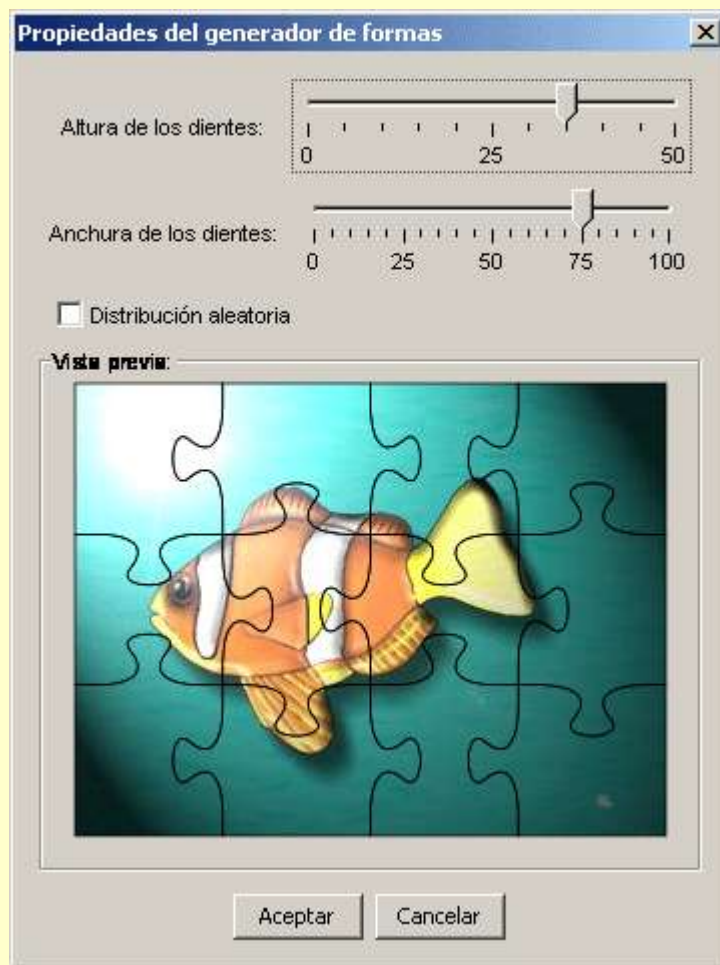 Propiedades del generador de formas
Altura de los dientes:
0 25 50
Anchura de los dientes:
0 25 50 75 100
Distribución aleatoria
Vista previa:
Aceptar Cancelar